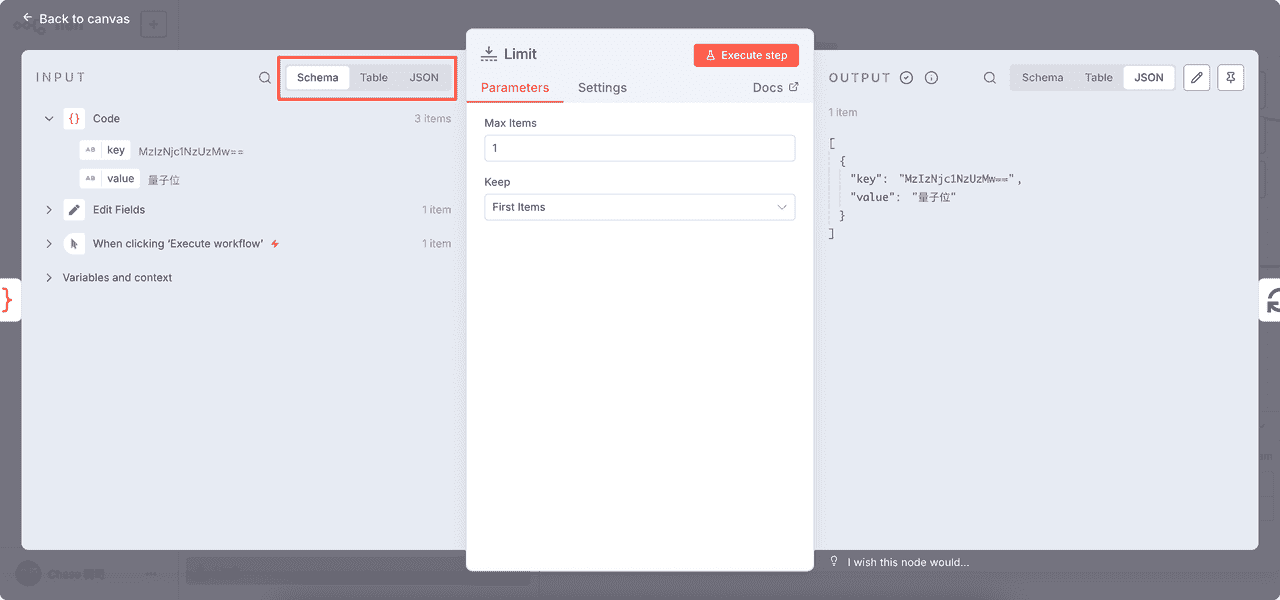 ← Back to canvas
INPUT
Schema Table JSON
{} Code 3 items
AB key MzIzNjc1NzUzMw==
AB value 量子位
Edit Fields 1 item
When clicking ‘Execute workflow’ 1 item
Variables and context
Limit
Execute step
Parameters Settings Docs
Max Items
1
Keep
First Items
OUTPUT
Schema Table JSON
1 item
[
{
"key": "MzIzNjc1NzUzMw==",
"value": "量子位"
}
]
I wish this node would...